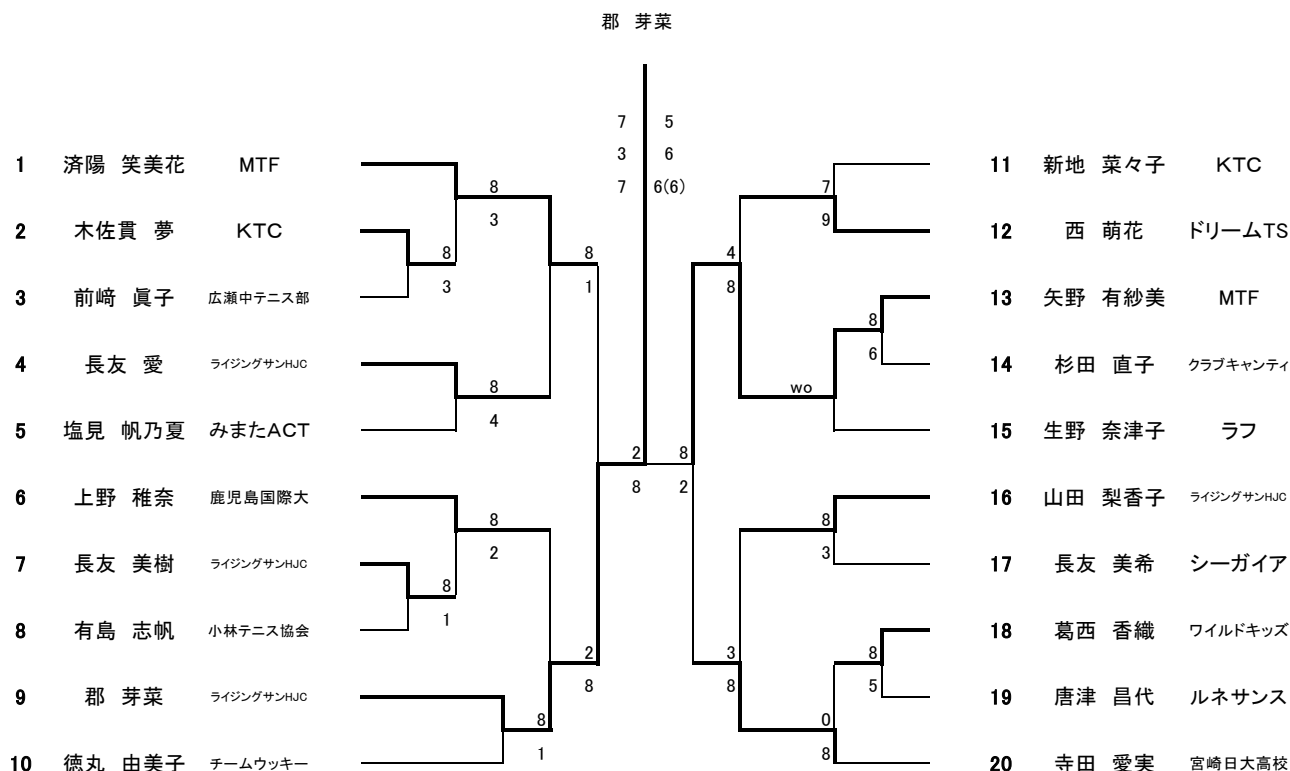 郡 芽菜
7 5
3 6
7 6(6)
1 済陽 笑美花 MTF
8
3
2 木佐貫 夢 KTC
8
3
3 前﨑 眞子 広瀬中テニス部
8
1
4 長友 愛 ライジングサンHJC
8
4
5 塩見 帆乃夏 みまたACT
2
8
6 上野 稚奈 鹿児島国際大
8
2
7 長友 美樹 ライジングサンHJC
8
1
8 有島 志帆 小林テニス協会
2
8
9 郡 芽菜 ライジングサンHJC
8
1
10 徳丸 由美子 チームウッキー
11 新地 菜々子 KTC
7
9
12 西 萌花 ドリームTS
4
8
13 矢野 有紗美 MTF
8
6
14 杉田 直子 クラブキャンティ
wo
15 生野 奈津子 ラフ
8
2
16 山田 梨香子 ライジングサンHJC
8
3
17 長友 美希 シーガイア
18 葛西 香織 ワイルドキッズ
8
5
3
8
19 唐津 昌代 ルネサンス
0
8
20 寺田 愛実 宮崎日大高校